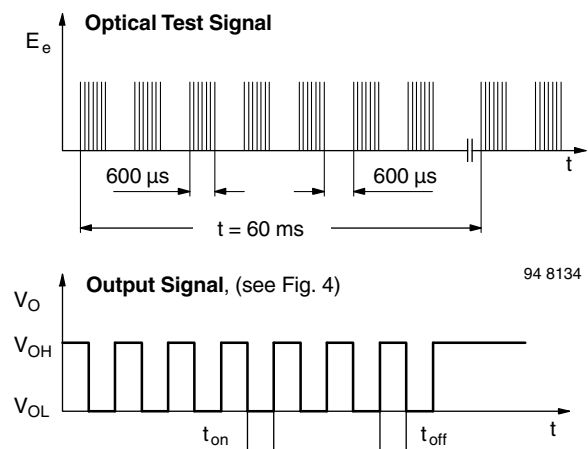 Optical Test Signal
E e
t
600 µs
600 µs
t = 60 ms
94 8134
Output Signal, (see Fig. 4)
V O
V OH
V OL
t on
t off
t